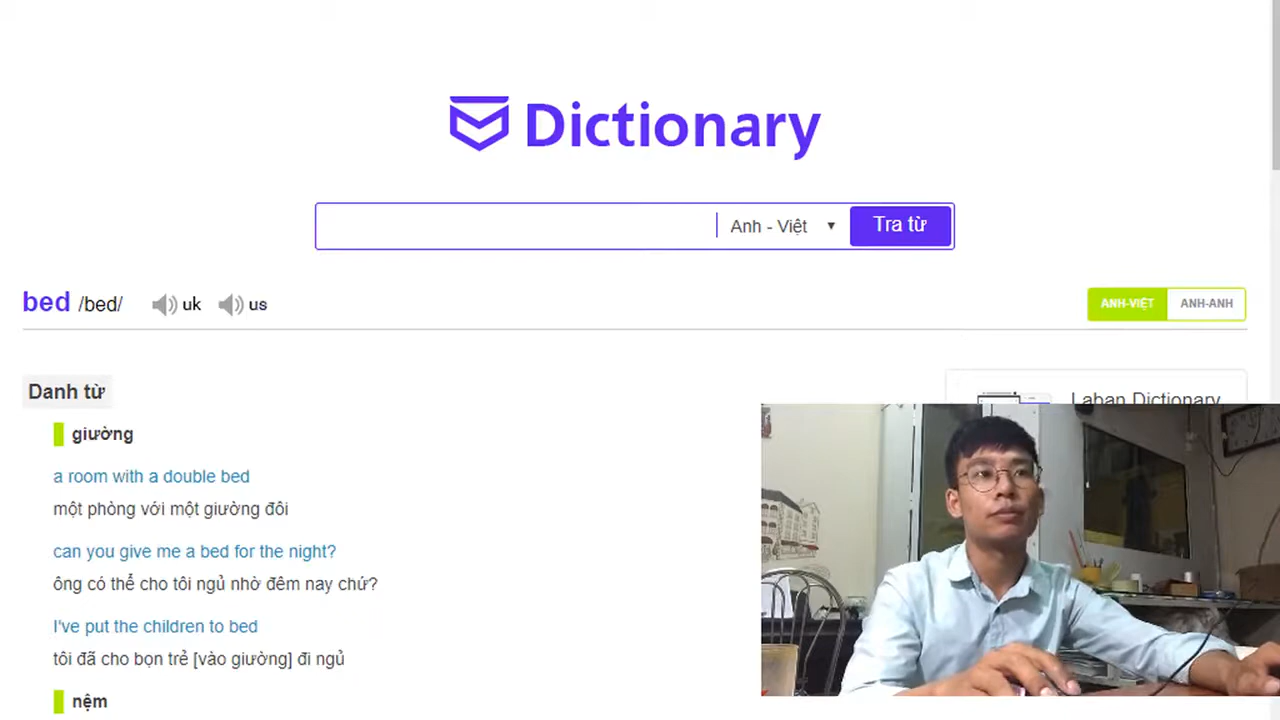 Dictionary
Anh - Việt ▼ Tra từ
bed /bed/ uk us
ANH-VIỆT ANH-ANH
Danh từ
Laban Dictionary
giường
a room with a double bed
một phòng với một giường đôi
can you give me a bed for the night?
ông có thể cho tôi ngủ nhờ đêm nay chứ?
I've put the children to bed
tôi đã cho bọn trẻ [vào giường] đi ngủ
nệm